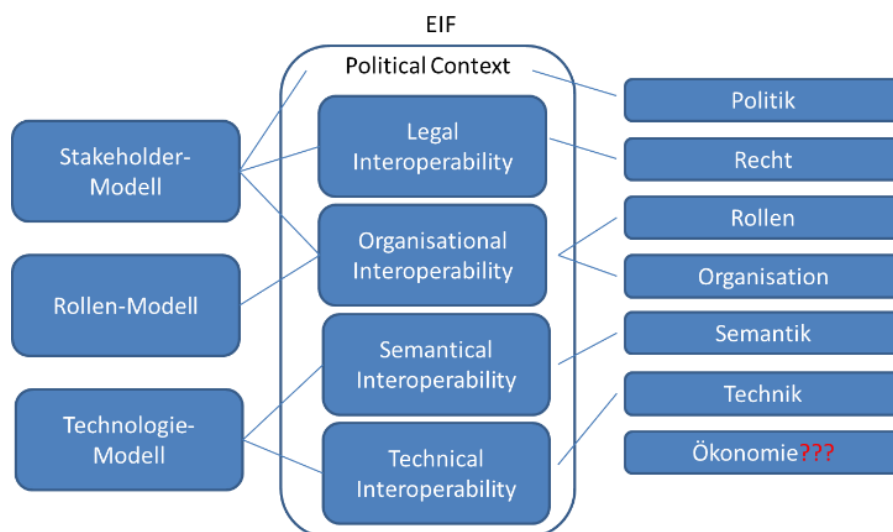 EIF
Political Context
Stakeholder-
Modell
Rollen-Modell
Technologie-
Modell
Legal
Interoperability
Organisational
Interoperability
Semantical
Interoperability
Technical
Interoperability
Politik
Recht
Rollen
Organisation
Semantik
Technik
Ökonomie???